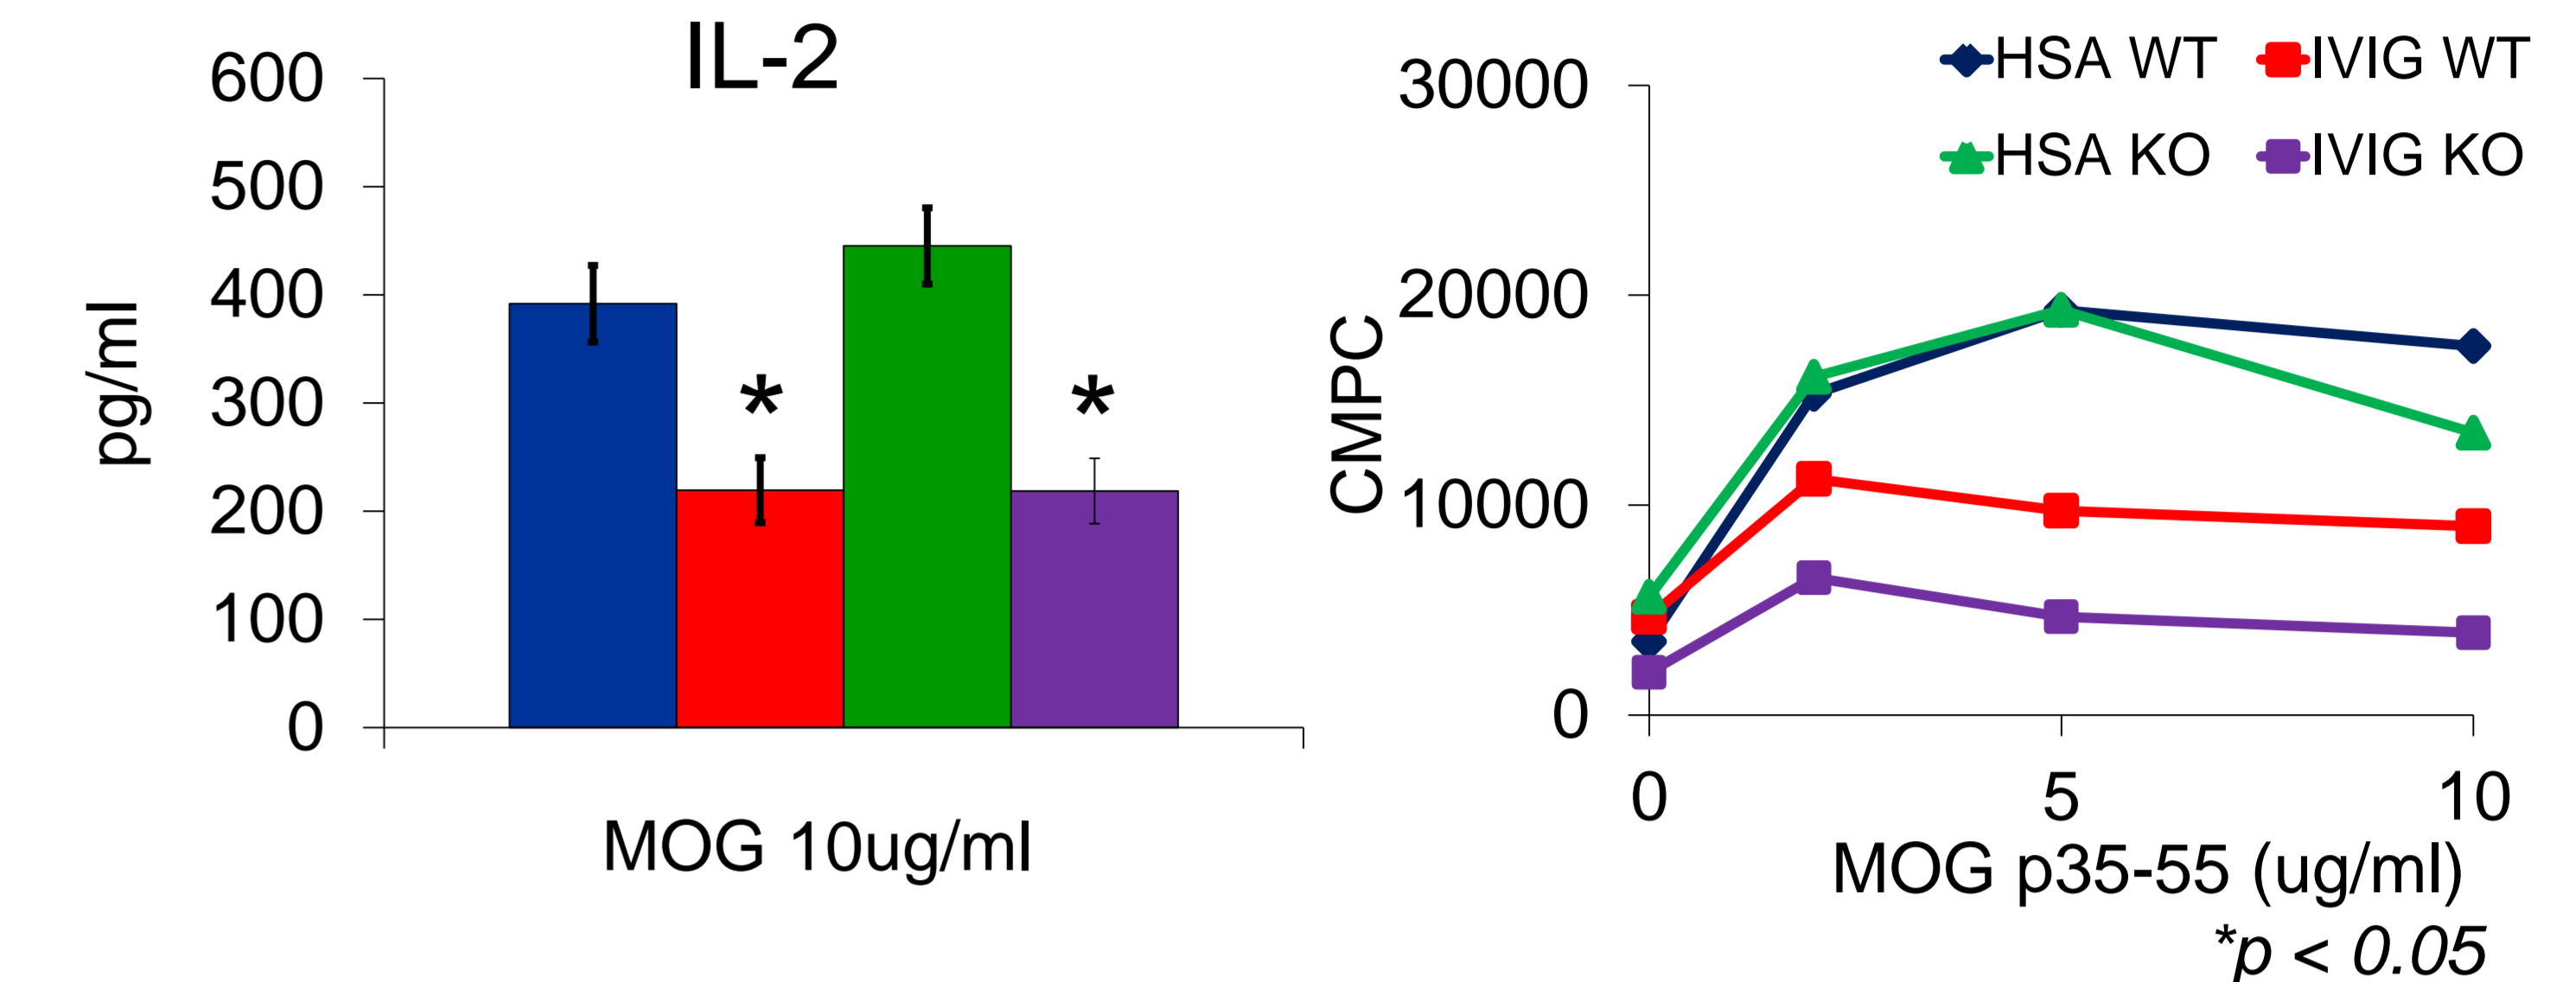 IL-2
600
500
400
300
200
100
0
pg/ml
*
*
MOG 10ug/ml
HSA WT IVIG WT
HSA KO IVIG KO
30000
20000
10000
0
CMPC
0 5 10
MOG p35-55 (ug/ml)
*p < 0.05